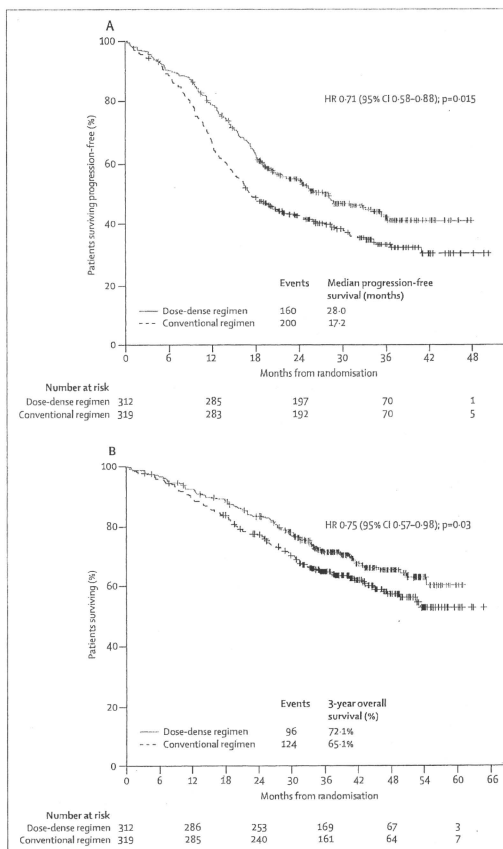 A
100
80
60
40
20
0
Patients surviving progression-free (%)
HR 0·71 (95% CI 0·58–0·88); p=0·015
Events Median progression-free
survival (months)
Dose-dense regimen 160 28·0
Conventional regimen 200 17·2
0 6 12 18 24 30 36 42 48 54
Months from randomisation
Number at risk
Dose-dense regimen 312 285 197 70 1
Conventional regimen 319 283 192 70 5
B
100
80
60
40
20
0
Patients surviving (%)
HR 0·75 (95% CI 0·57–0·98); p=0·03
Events 3-year overall
survival (%)
Dose-dense regimen 96 72·1%
Conventional regimen 124 65·1%
0 6 12 18 24 30 36 42 48 54 60 66
Months from randomisation
Number at risk
Dose-dense regimen 312 286 253 169 67 3
Conventional regimen 319 285 240 161 64 7